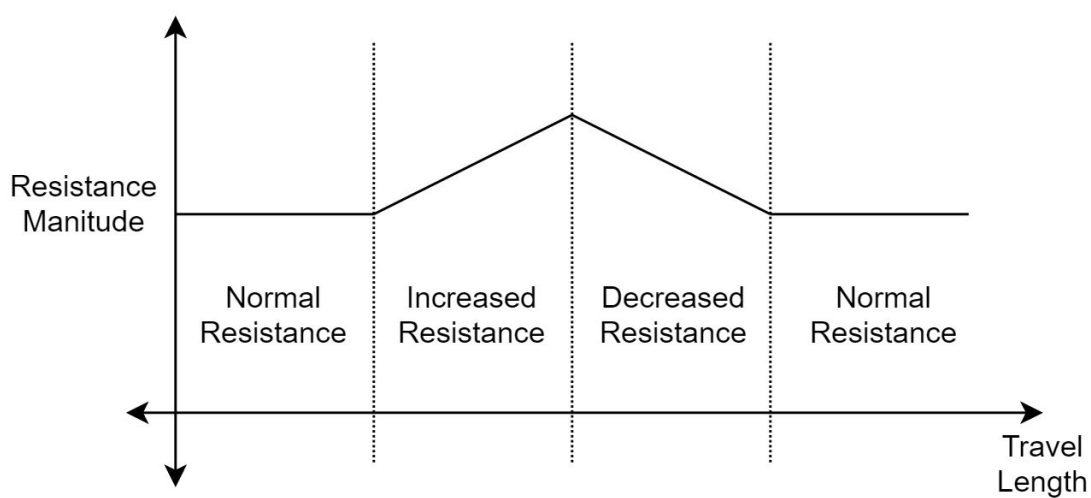 Resistance
Manitude
Normal
Resistance
Increased
Resistance
Decreased
Resistance
Normal
Resistance
Travel
Length